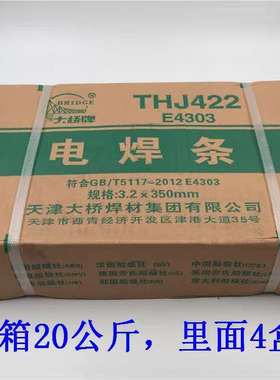 BRIDGE
大桥牌
THJ422
E4303
电焊条
符合GB/T5117-2012 E4303
规格:3.2×350mm
天津大桥焊材集团有限公司
天津市西青经济开发区津港大道35号
箱20公斤，里面4盒